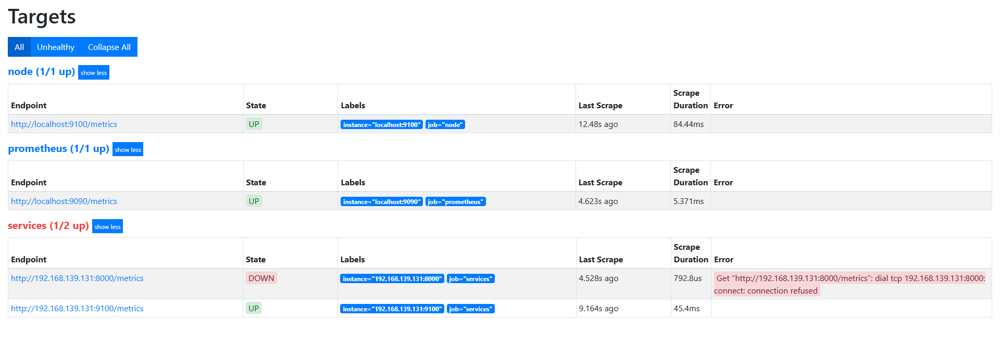 Targets
All Unhealthy Collapse All
node (1/1 up) show less
Scrape
Endpoint State Labels Last Scrape Duration Error
http://localhost:9100/metrics UP instance="localhost:9100" job="node" 12.48s ago 84.44ms
prometheus (1/1 up) show less
Scrape
Endpoint State Labels Last Scrape Duration Error
http://localhost:9090/metrics UP instance="localhost:9090" job="prometheus" 4.623s ago 5.371ms
services (1/2 up) show less
Scrape
Endpoint State Labels Last Scrape Duration Error
http://192.168.139.131:8000/metrics DOWN instance="192.168.139.131:8000" job="services" 4.528s ago 792.8us Get "http://192.168.139.131:8000/metrics": dial tcp 192.168.139.131:8000:
connect: connection refused
http://192.168.139.131:9100/metrics UP instance="192.168.139.131:9100" job="services" 9.164s ago 45.4ms